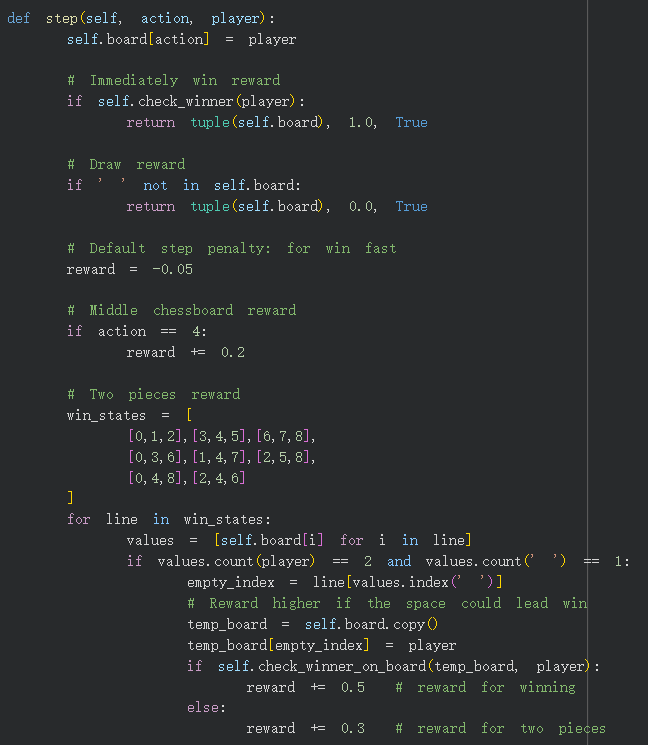 def step(self, action, player):
    self.board[action] = player

    # Immediately win reward
    if self.check_winner(player):
        return tuple(self.board), 1.0, True

    # Draw reward
    if ' ' not in self.board:
        return tuple(self.board), 0.0, True

    # Default step penalty: for win fast
    reward = -0.05

    # Middle chessboard reward
    if action == 4:
        reward += 0.2

    # Two pieces reward
    win_states = [
        [0,1,2],[3,4,5],[6,7,8],
        [0,3,6],[1,4,7],[2,5,8],
        [0,4,8],[2,4,6]
    ]
    for line in win_states:
        values = [self.board[i] for i in line]
        if values.count(player) == 2 and values.count(' ') == 1:
            empty_index = line[values.index(' ')]
            # Reward higher if the space could lead win
            temp_board = self.board.copy()
            temp_board[empty_index] = player
            if self.check_winner_on_board(temp_board, player):
                reward += 0.5  # reward for winning
            else:
                reward += 0.3  # reward for two pieces